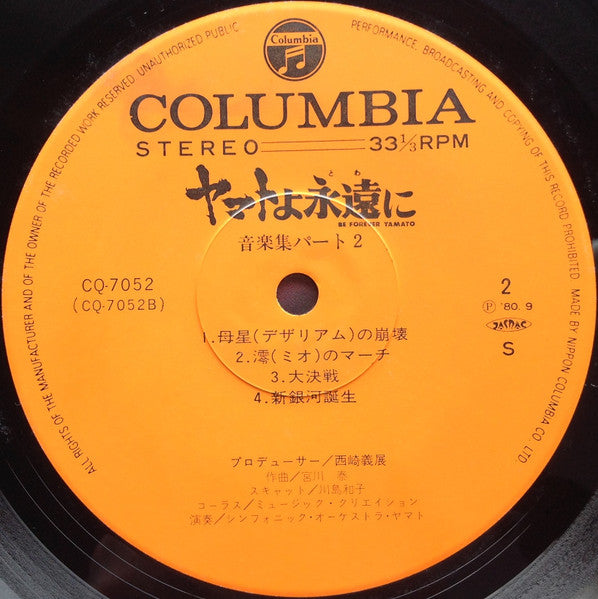 ALL RIGHTS OF THE MANUFACTURER AND OF THE OWNER OF THE RECORDED WORK RESERVED. UNAUTHORIZED PUBLIC PERFORMANCE, BROADCASTING AND COPYING OF THIS RECORD PROHIBITED. MADE BY NIPPON COLUMBIA CO. LTD
Columbia
COLUMBIA
STEREO 33⅓RPM
とわ
ヤマトよ永遠に
BE FOREVER YAMATO
音楽集パート2
CQ-7052
(CQ-7052B)
2
Ⓟ '80. 9
JASRAC
S
1.母星(デザリアム)の崩壊
2.澪(ミオ)のマーチ
3.大決戦
4.新銀河誕生
プロデューサー/西崎義展
作曲/宮川 泰
スキャット/川島和子
コーラス/ミュージック・クリエイション
演奏/シンフォニック・オーケストラ・ヤマト